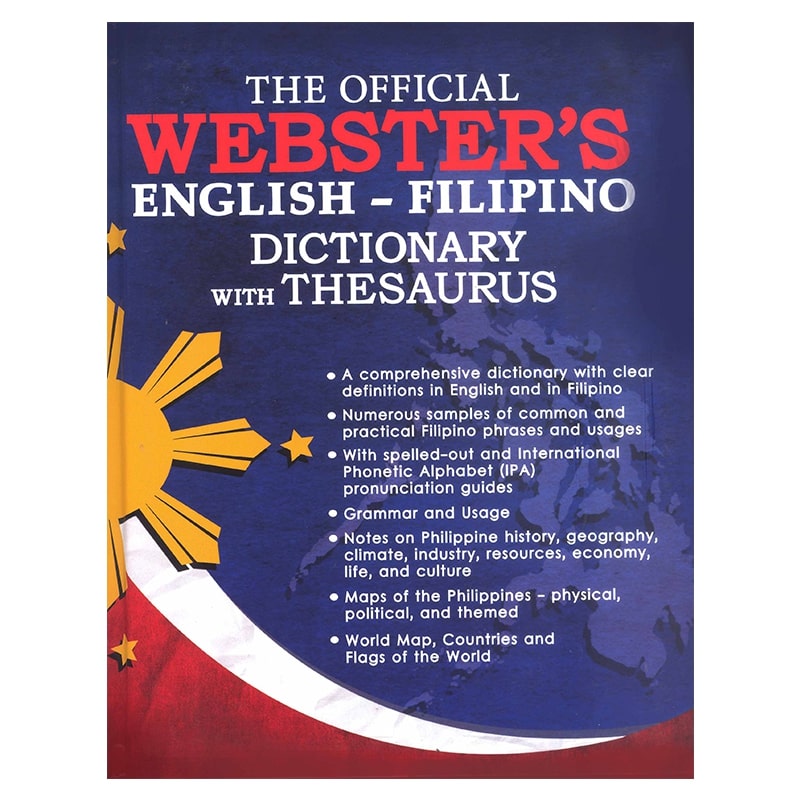 THE OFFICIAL
WEBSTER'S
ENGLISH – FILIPINO
DICTIONARY
WITH THESAURUS
• A comprehensive dictionary with clear
definitions in English and in Filipino
• Numerous samples of common and
practical Filipino phrases and usages
• With spelled-out and International
Phonetic Alphabet (IPA)
pronunciation guides
• Grammar and Usage
• Notes on Philippine history, geography,
climate, industry, resources, economy,
life, and culture
• Maps of the Philippines – physical,
political, and themed
• World Map, Countries and
Flags of the World